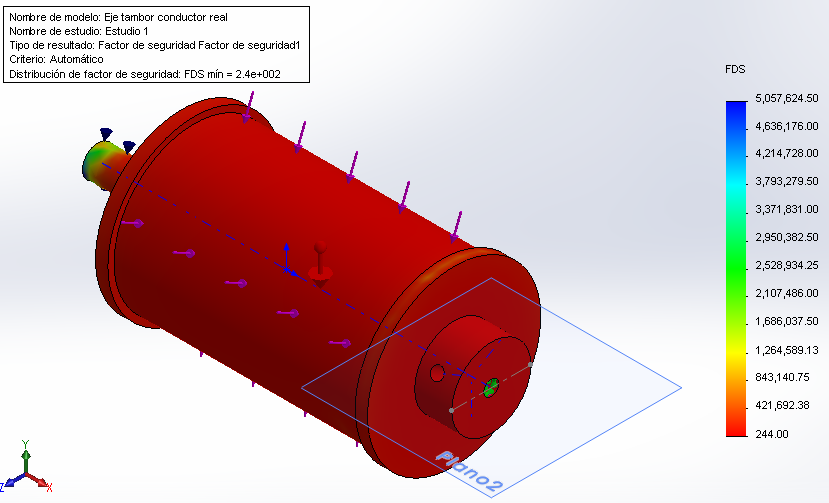 Nombre de modelo: Eje tambor conductor real
Nombre de estudio: Estudio 1
Tipo de resultado: Factor de seguridad Factor de seguridad1
Criterio: Automático
Distribución de factor de seguridad: FDS mín = 2.4e+002
FDS
5,057,624.50
4,636,176.00
4,214,728.00
3,793,279.50
3,371,831.00
2,950,382.50
2,528,934.25
2,107,486.00
1,686,037.50
1,264,589.13
843,140.75
421,692.38
244.00
Plano2
Y
Z
X